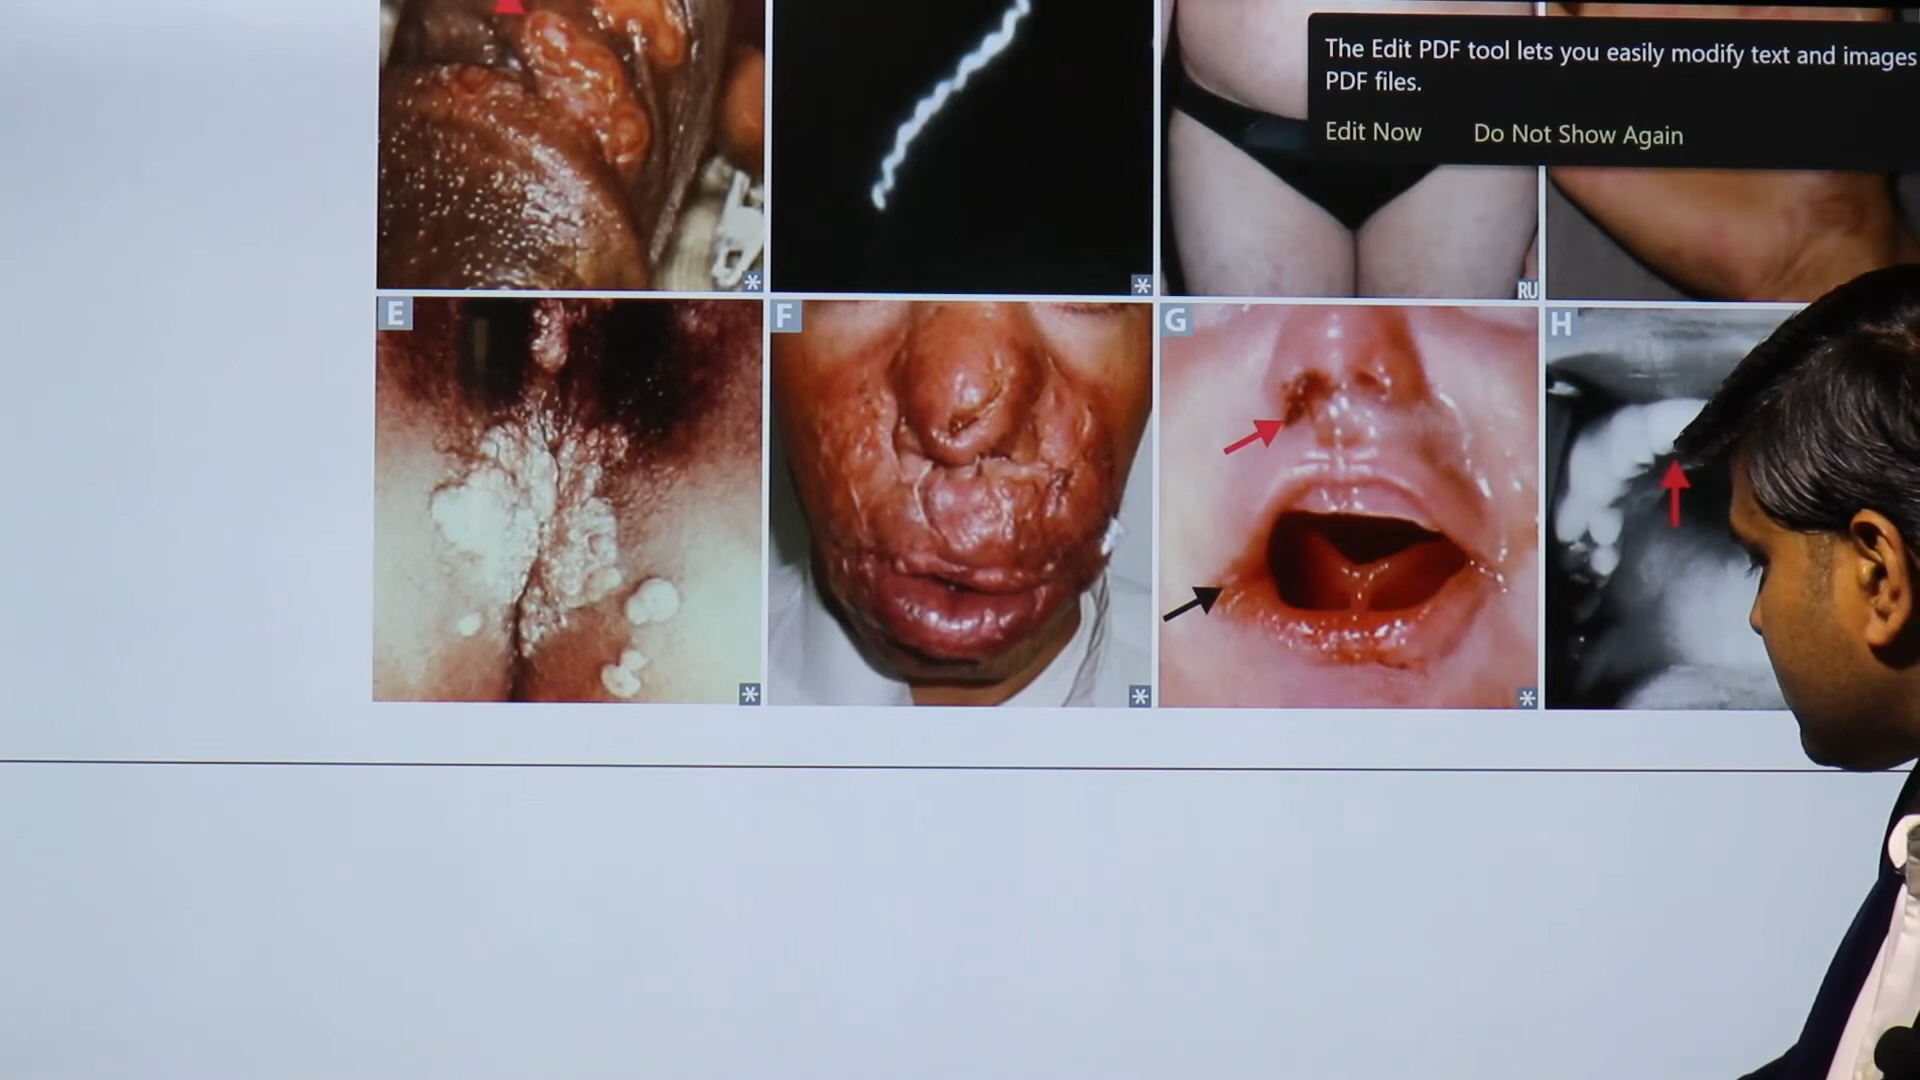 The Edit PDF tool lets you easily modify text and images
PDF files.
Edit Now Do Not Show Again
RU
E
F
G
H